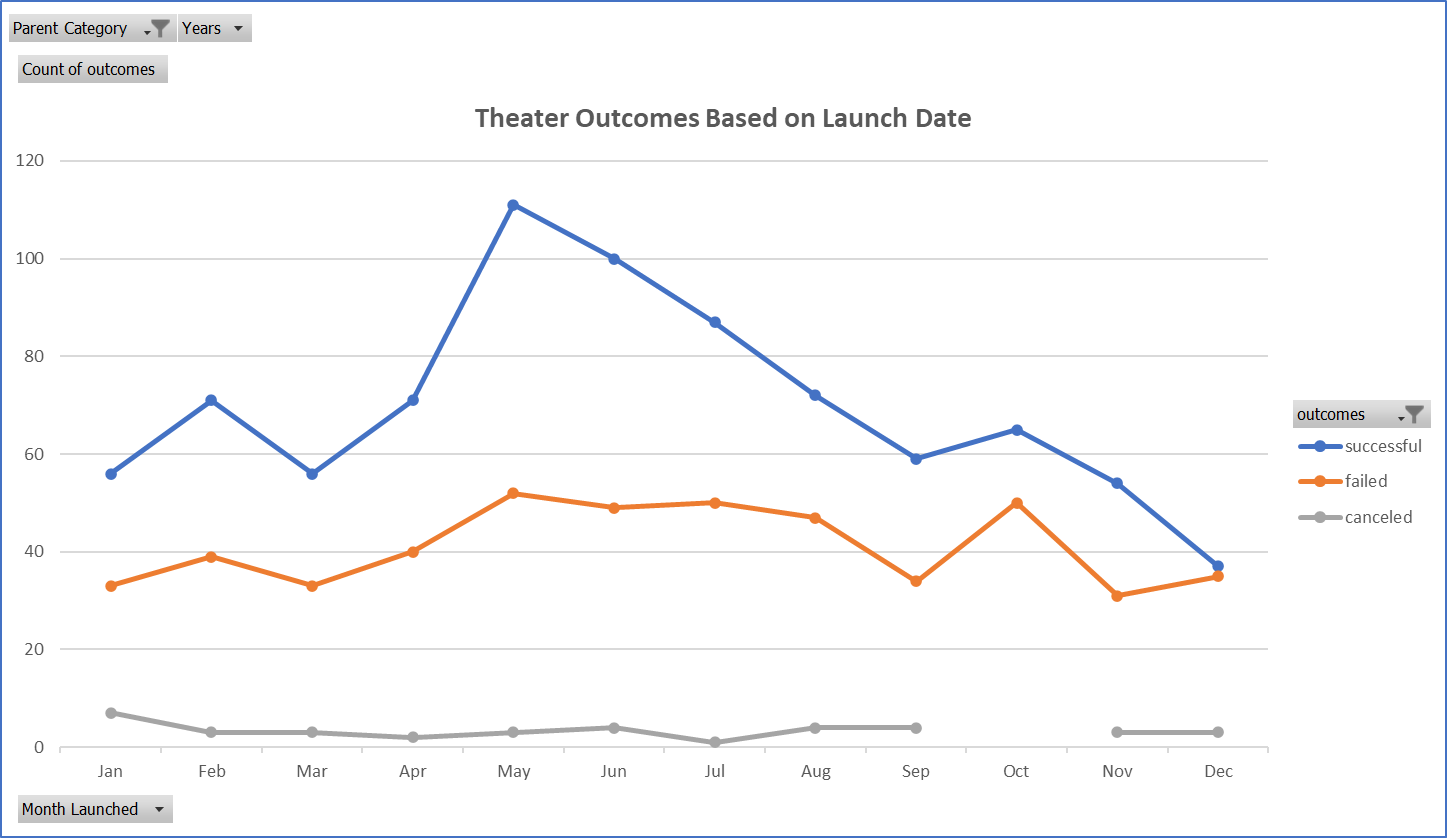 Parent Category Years
Count of outcomes
Theater Outcomes Based on Launch Date
120
100
80
60
40
20
0
Jan Feb Mar Apr May Jun Jul Aug Sep Oct Nov Dec
outcomes
successful
failed
canceled
Month Launched